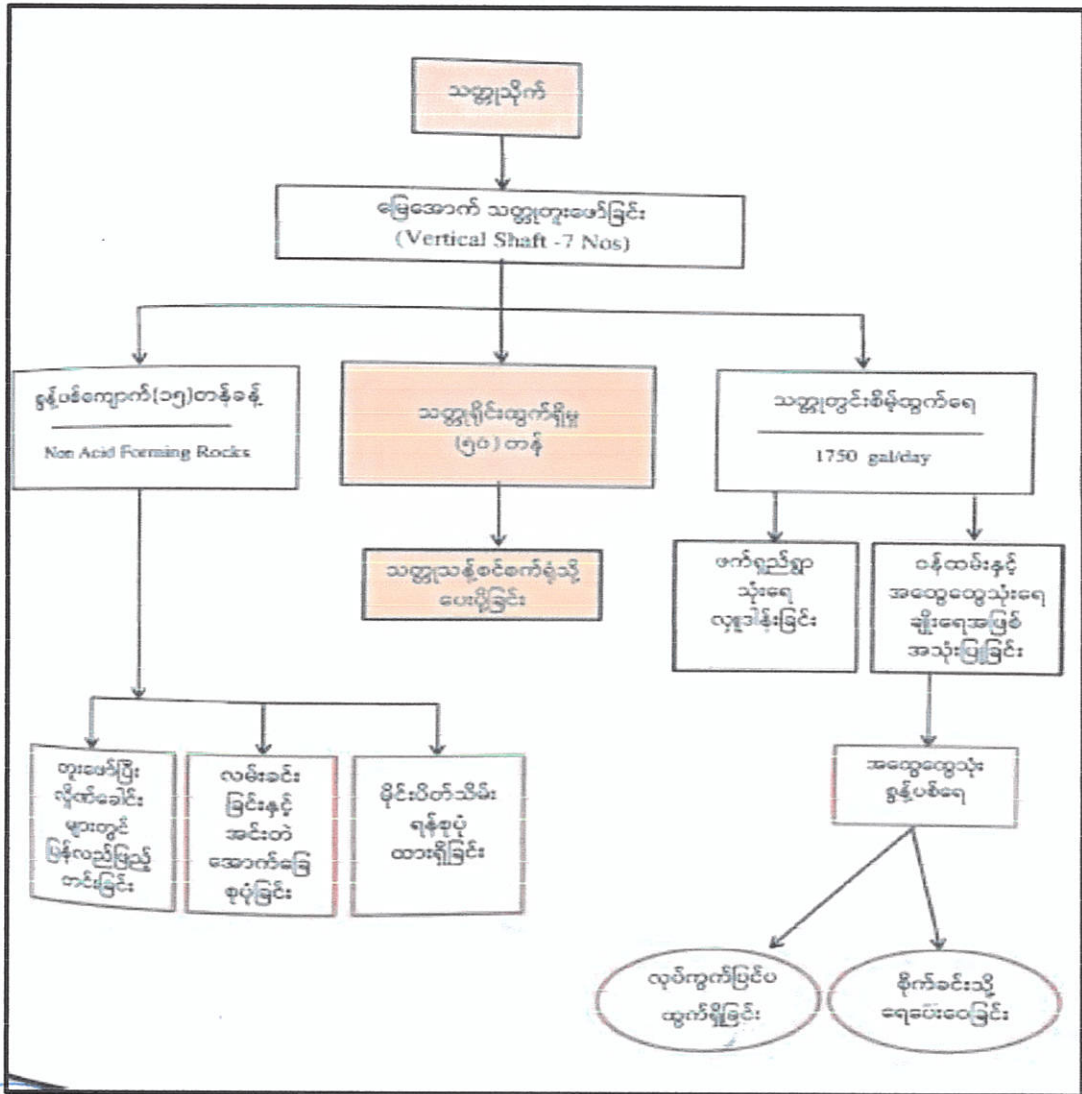 သတ္တုသိုက်
မြေအောက် သတ္တုတူးဖော်ခြင်း
(Vertical Shaft -7 Nos)
စွန့်ပစ်ကျောက်(၁၅)တန်ခန့်
Non Acid Forming Rocks
သတ္တုရိုင်းထွက်ရှိမှု
(၅၀) တန်
သတ္တုတွင်းစိမ့်ထွက်ရေ
1750 gal/day
သတ္တုသန့်စင်စက်ရုံသို့
ပေးပို့ခြင်း
ဖက်ရှည်ရွာ
သုံးရေ
လှူဒါန်းခြင်း
ဝန်ထမ်းနှင့်
အထွေထွေသုံးရေ
ချိုးရေအဖြစ်
အသုံးပြုခြင်း
တူးဖော်ပြီး
လှိုဏ်ခေါင်း
များတွင်
ပြန်လည်ဖြည့်
တင်းခြင်း
လမ်းခင်း
ခြင်းနှင့်
အင်းတဲ
အောက်ခြေ
စုပုံခြင်း
မိုင်းပိတ်သိမ်း
ရန်စုပုံ
ထားရှိခြင်း
အထွေထွေသုံး
စွန့်ပစ်ရေ
လုပ်ကွက်ပြင်ပ
ထွက်ရှိခြင်း
စိုက်ခင်းသို့
ရေပေးဝေခြင်း